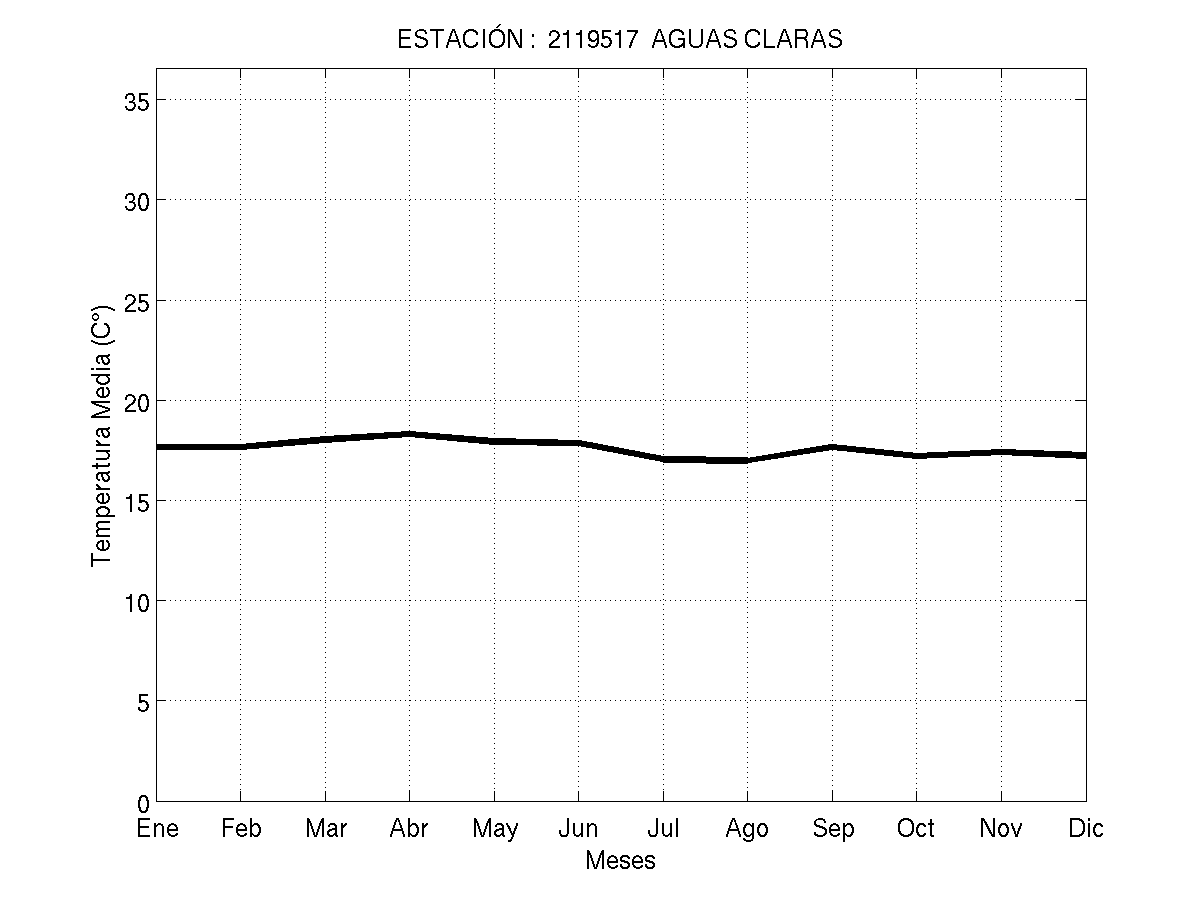 ESTACIÓN :  2119517  AGUAS CLARAS
Temperatura Media (C°)
35
30
25
20
15
10
5
0
Ene Feb Mar Abr May Jun Jul Ago Sep Oct Nov Dic
Meses